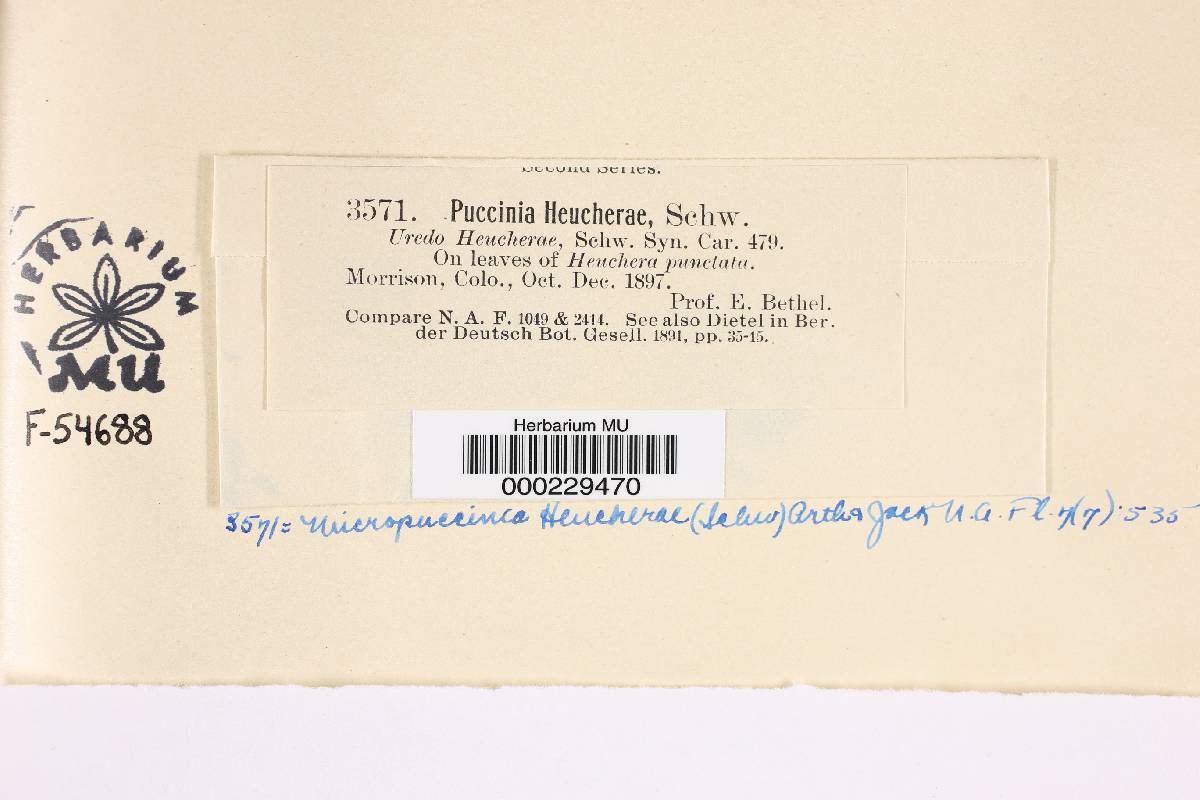 Second Series.
3571. Puccinia Heucherae, Schw.
Uredo Heucherae, Schw. Syn. Car. 479.
On leaves of Heuchera punctata.
Morrison, Colo., Oct. Dec. 1897.
Prof. E. Bethel.
Compare N. A. F. 1049 & 2414. See also Dietel in Ber.
der Deutsch Bot. Gesell. 1891, pp. 35-45.
HERBARIUM
MU
F-54688
Herbarium MU
000229470
3571 = Micropuccinia Heucherae (Schw) Arth & Jack N.A. Fl. 7(7):535